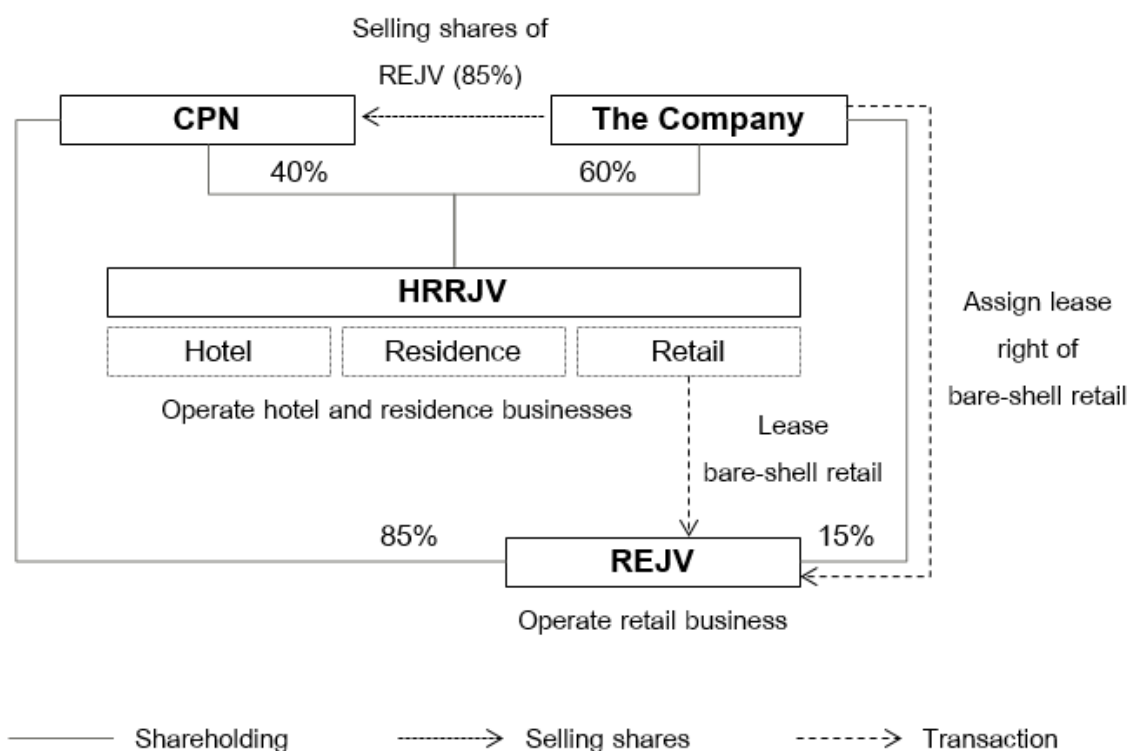 Selling shares of
REJV (85%)
CPN
The Company
40%
60%
HRRJV
Hotel
Residence
Retail
Operate hotel and residence businesses
Assign lease
right of
bare-shell retail
Lease
bare-shell retail
85%
15%
REJV
Operate retail business
Shareholding
Selling shares
Transaction